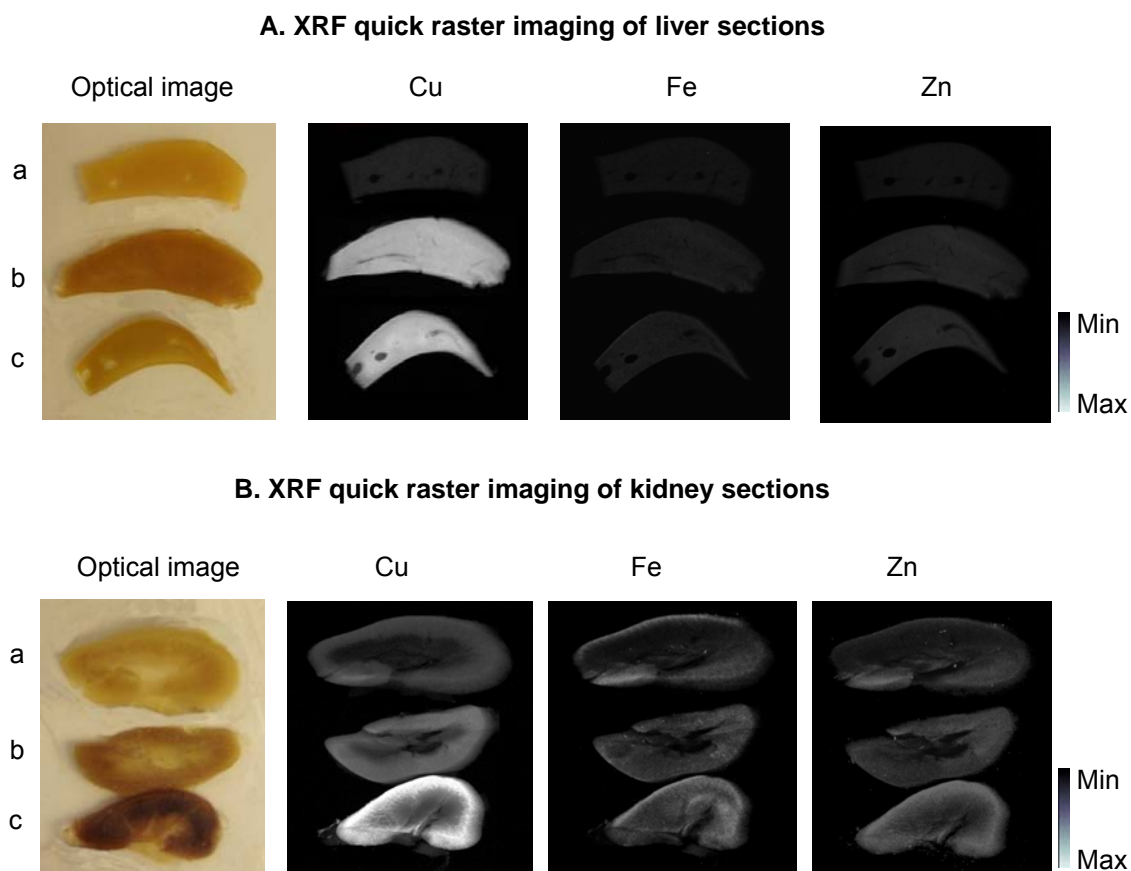 A. XRF quick raster imaging of liver sections
Optical image Cu Fe Zn
a
b
c
Min
Max
B. XRF quick raster imaging of kidney sections
Optical image Cu Fe Zn
a
b
c
Min
Max